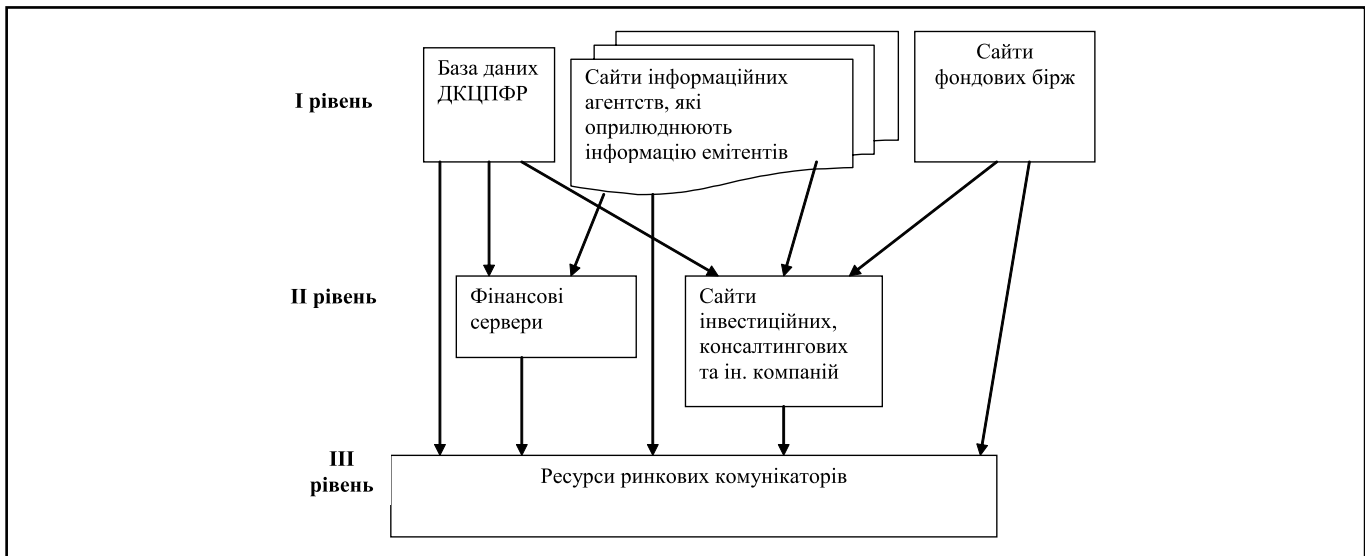 І рівень
База даних
ДКЦПФР
Сайти інформаційних
агентств, які
оприлюднюють
інформацію емітентів
Сайти
фондових бірж
ІІ рівень
Фінансові
сервери
Сайти
інвестиційних,
консалтингових
та ін. компаній
ІІІ
рівень
Ресурси ринкових комунікаторів